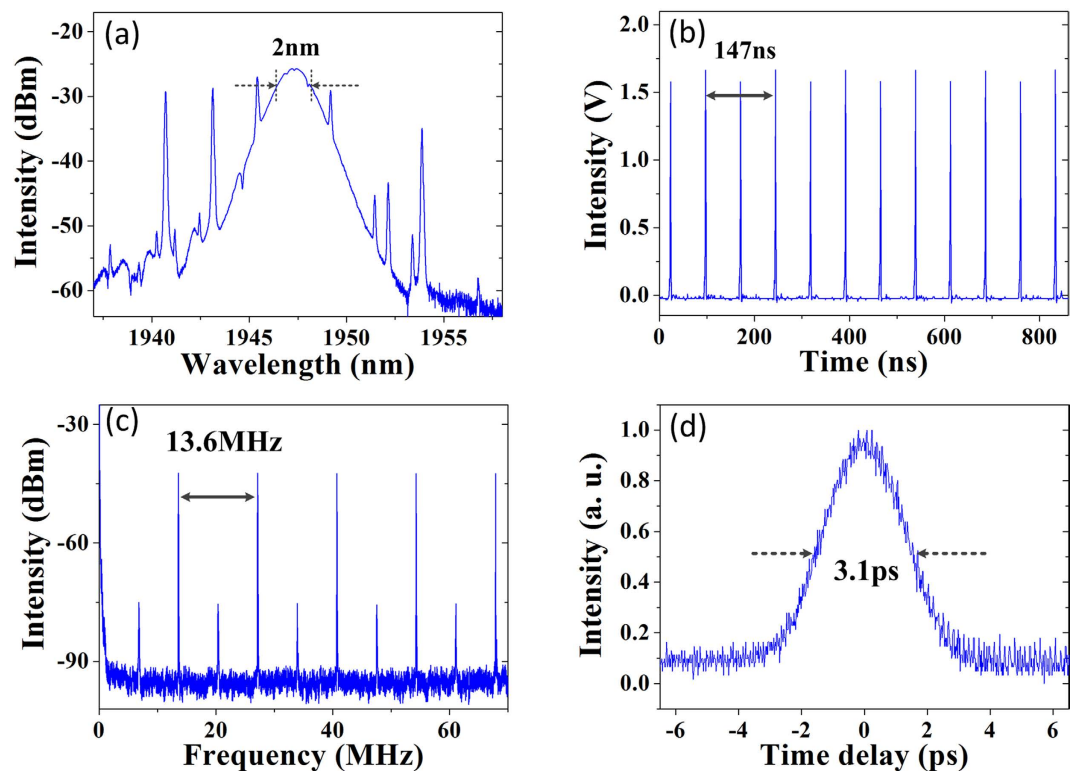 (a)
2nm
-20
-30
-40
-50
-60
Intensity (dBm)
1940 1945 1950 1955
Wavelength (nm)
(b)
147ns
2.0
1.5
1.0
0.5
0.0
Intensity (V)
0 200 400 600 800
Time (ns)
(c)
13.6MHz
-30
-60
-90
Intensity (dBm)
0 20 40 60
Frequency (MHz)
(d)
3.1ps
1.0
0.8
0.6
0.4
0.2
0.0
Intensity (a. u.)
-6 -4 -2 0 2 4 6
Time delay (ps)